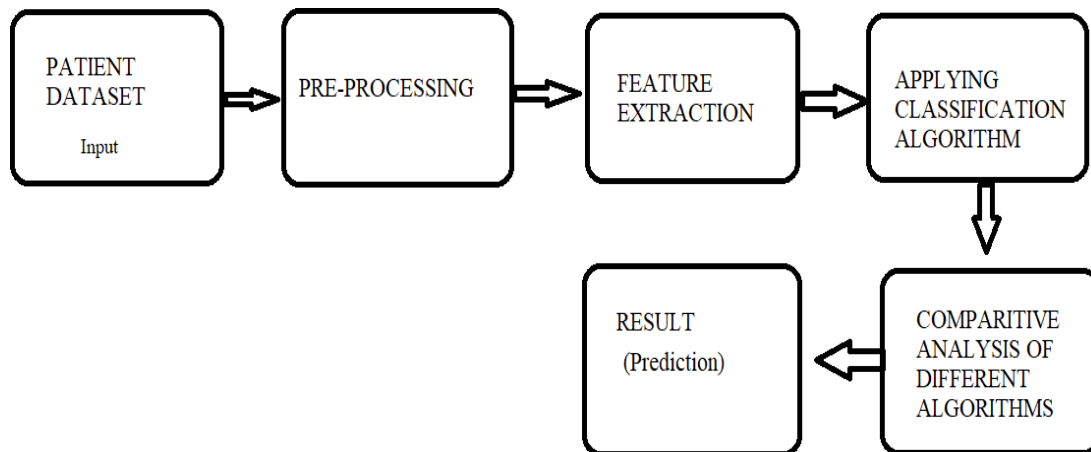 PATIENT
DATASET
Input
PRE-PROCESSING
FEATURE
EXTRACTION
APPLYING
CLASSIFICATION
ALGORITHM
COMPARITIVE
ANALYSIS OF
DIFFERENT
ALGORITHMS
RESULT
(Prediction)